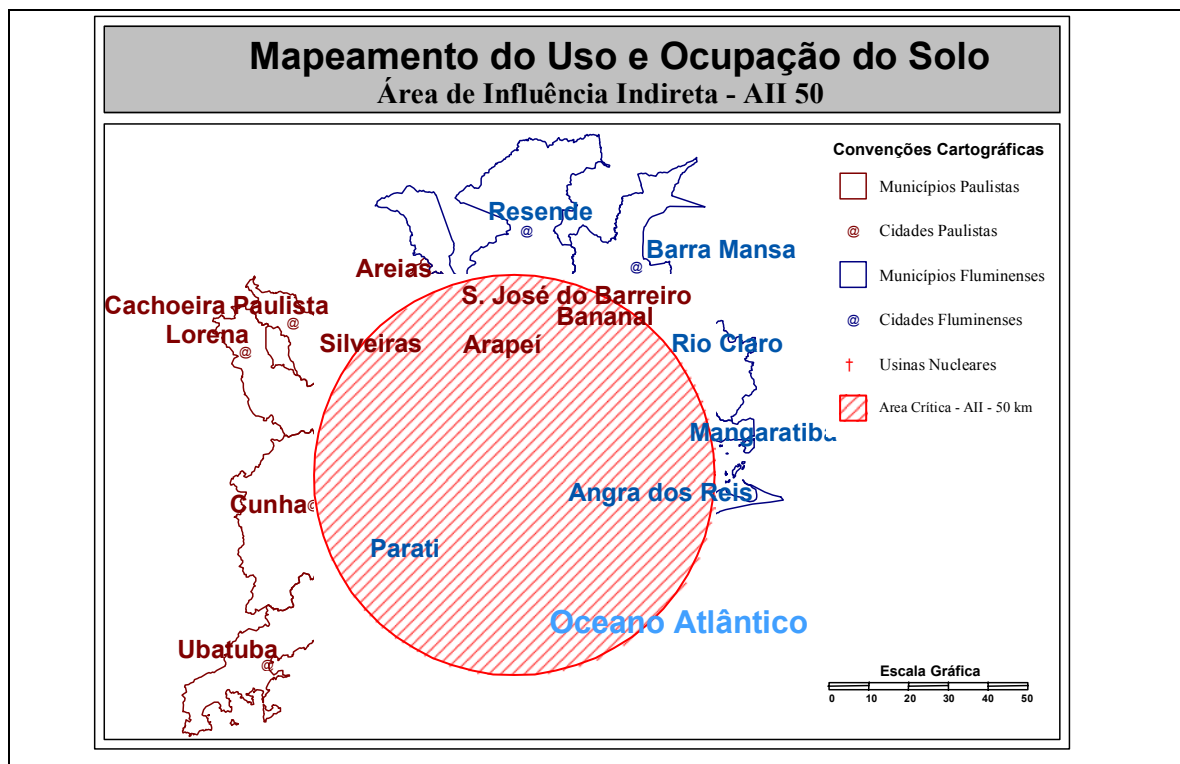 Mapeamento do Uso e Ocupação do Solo
Área de Influência Indireta - AII 50
Convenções Cartográficas
Municípios Paulistas
@ Cidades Paulistas
Municípios Fluminenses
@ Cidades Fluminenses
† Usinas Nucleares
Area Crítica - AII - 50 km
Resende
@
Barra Mansa
@
Areias
S. José do Barreiro
Cachoeira Paulista
@
Bananal
Lorena
@
Silveiras
Arapeí
Rio Claro
Mangaratiba
Angra dos Reis
Cunha@
Parati
Oceano Atlântico
Ubatuba
@
Escala Gráfica
0 10 20 30 40 50